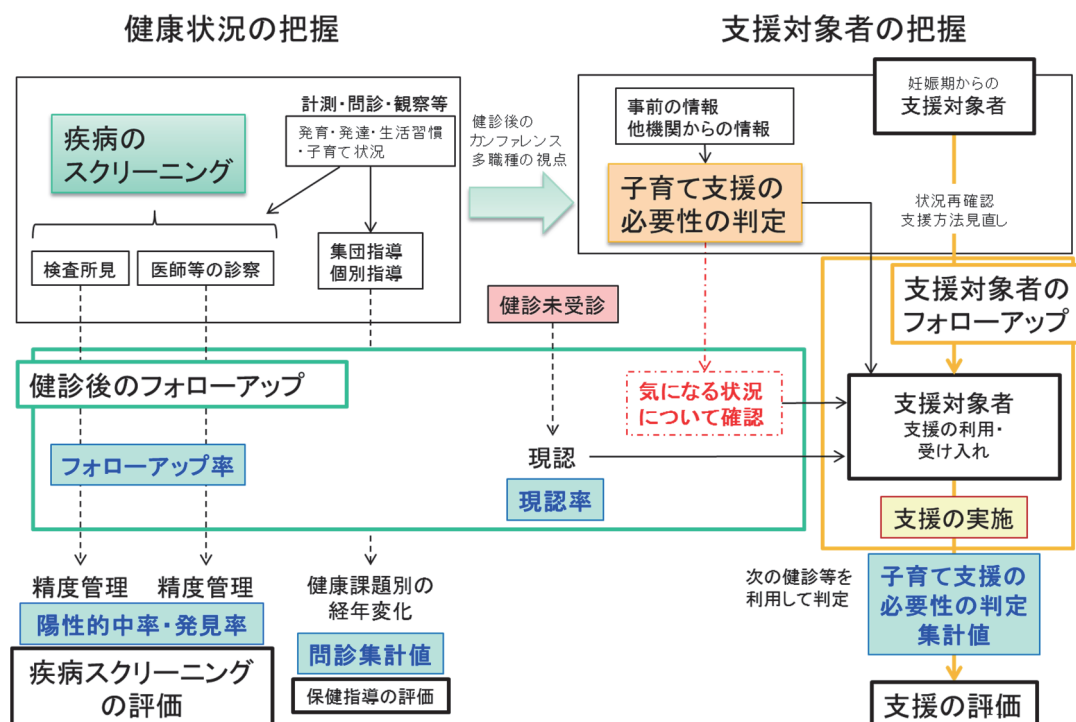 健康状況の把握
支援対象者の把握
計測・問診・観察等
発育・発達・生活習慣
・子育て状況
疾病の
スクリーニング
検査所見
医師等の診察
集団指導
個別指導
健診後の
カンファレンス
多職種の視点
事前の情報
他機関からの情報
妊娠期からの
支援対象者
子育て支援の
必要性の判定
状況再確認
支援方法見直し
健診未受診
支援対象者の
フォローアップ
健診後のフォローアップ
気になる状況
について確認
支援対象者
支援の利用・
受け入れ
フォローアップ率
現認
現認率
支援の実施
精度管理
精度管理
陽性的中率・発見率
疾病スクリーニング
の評価
健康課題別の
経年変化
問診集計値
保健指導の評価
次の健診等を
利用して判定
子育て支援の
必要性の判定
集計値
支援の評価